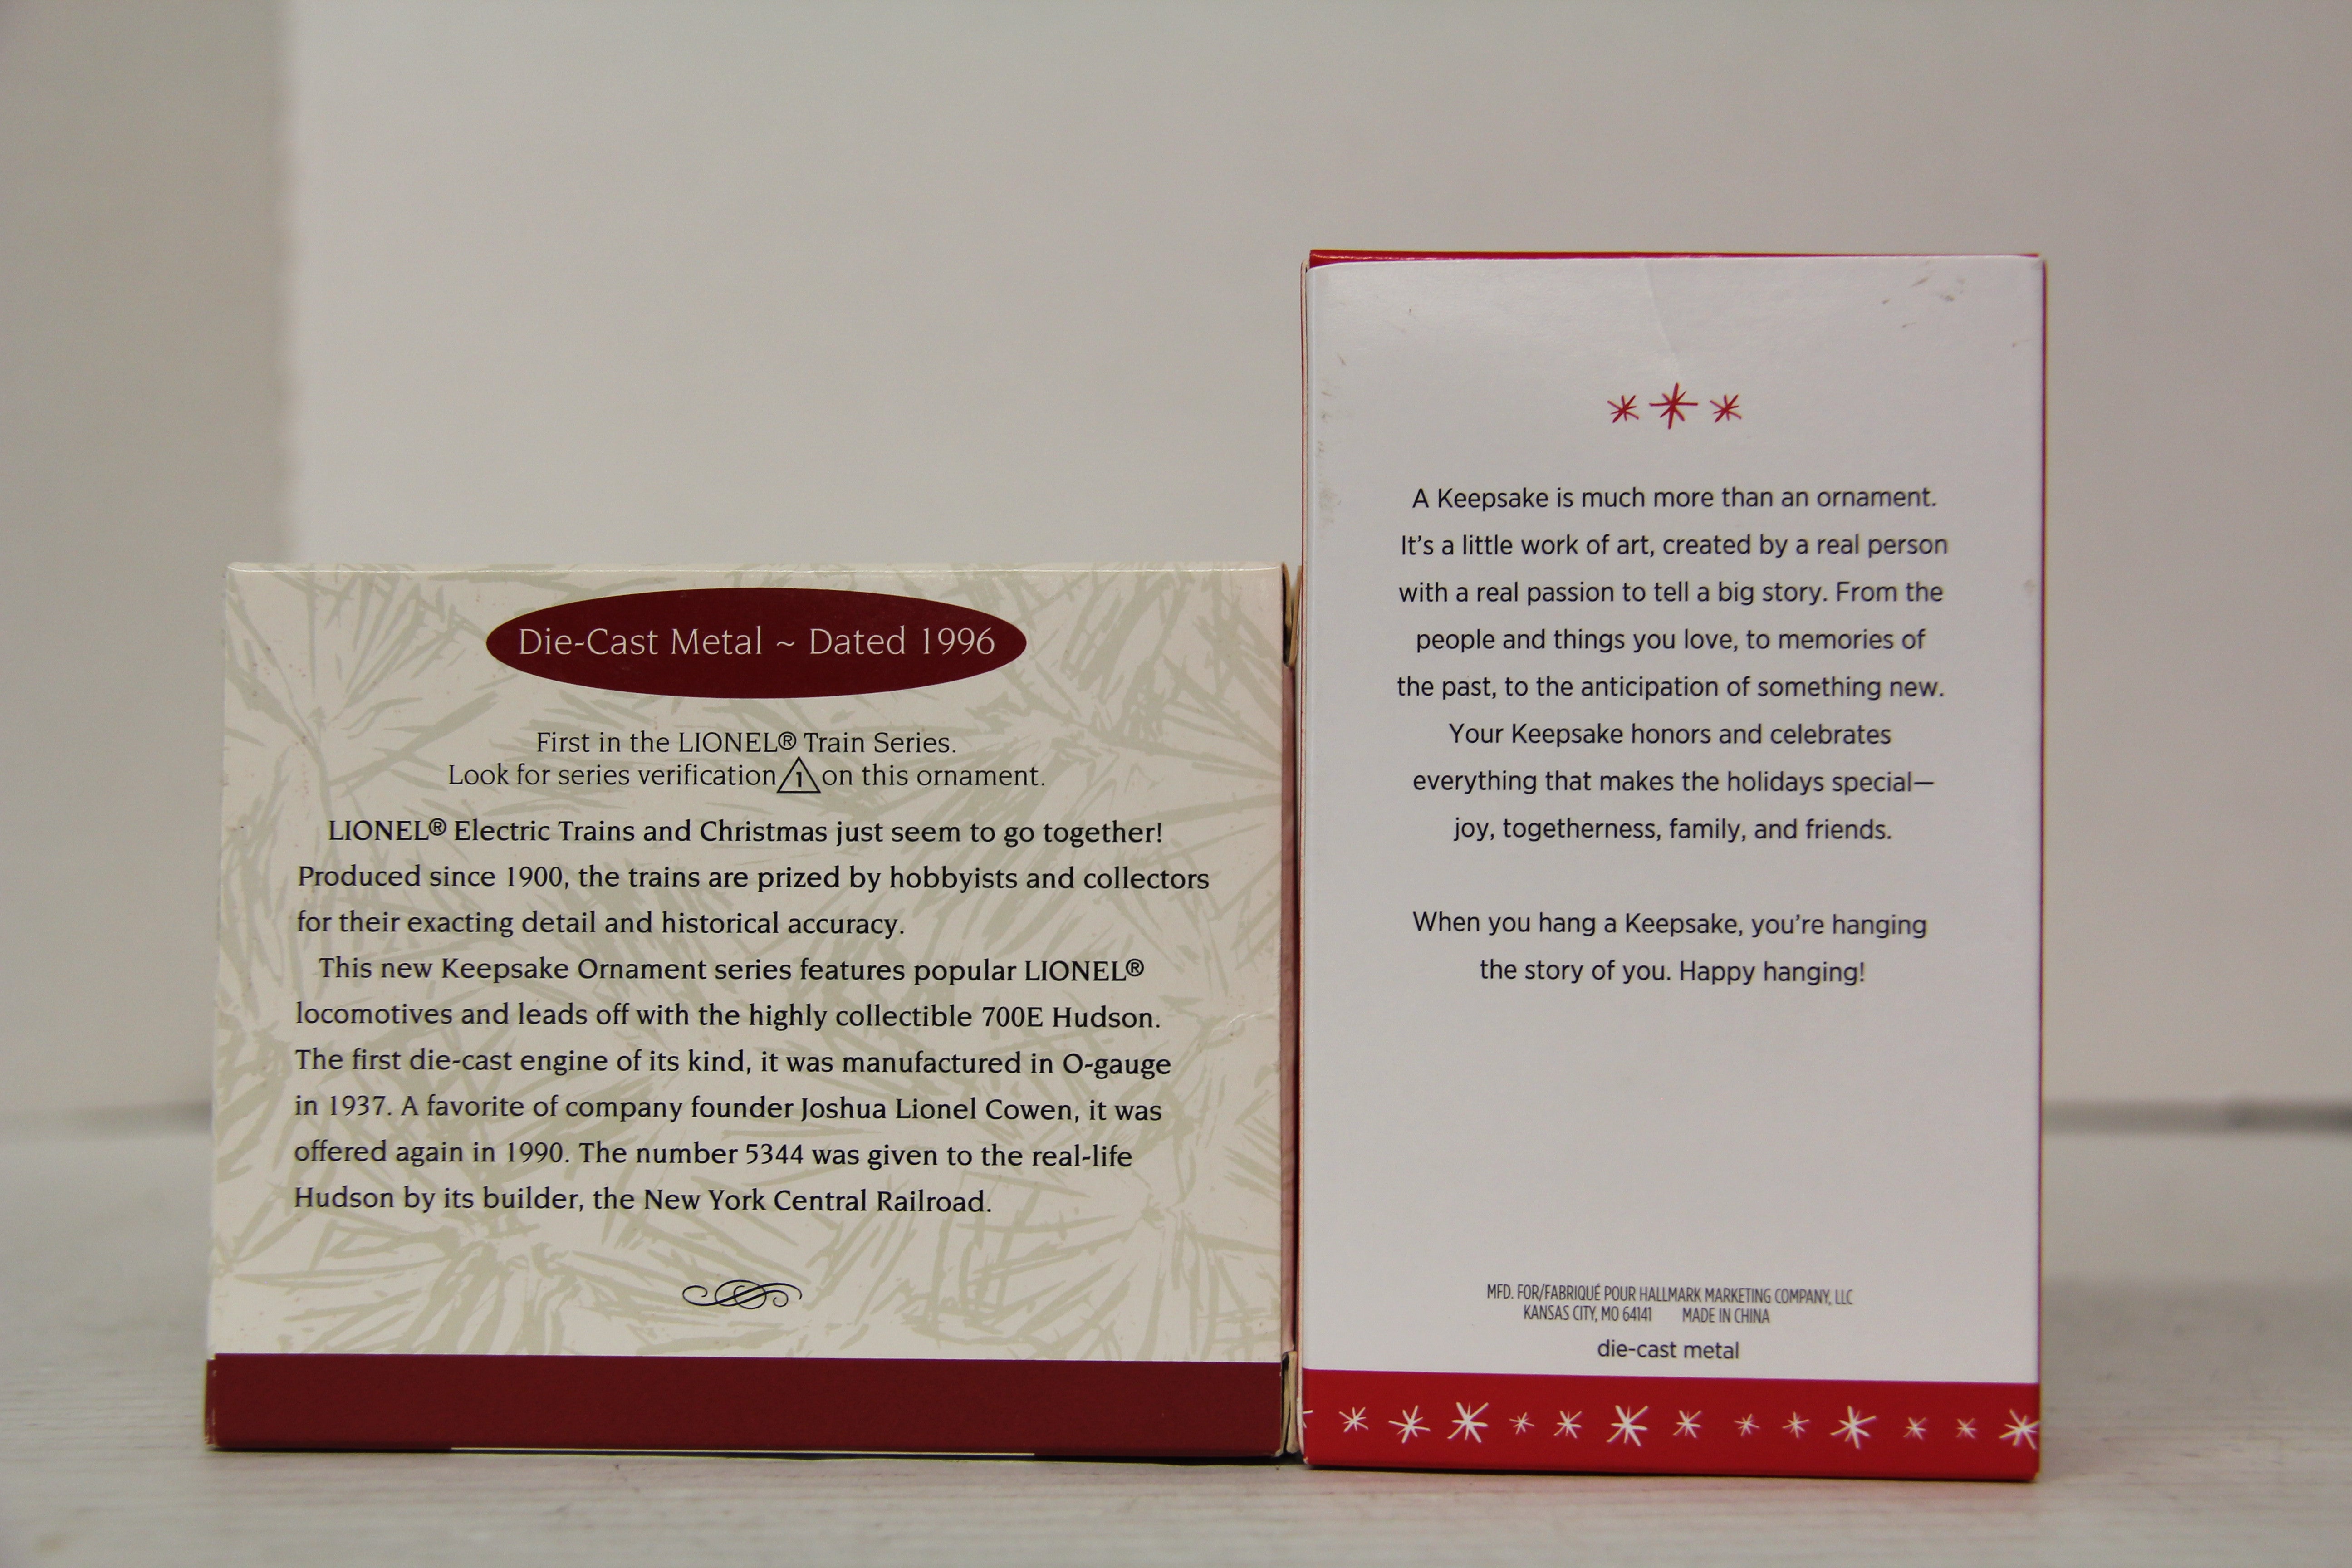 Die-Cast Metal ~ Dated 1996
First in the LIONEL® Train Series.
Look for series verification 1 on this ornament.
LIONEL® Electric Trains and Christmas just seem to go together!
Produced since 1900, the trains are prized by hobbyists and collectors
for their exacting detail and historical accuracy.
This new Keepsake Ornament series features popular LIONEL®
locomotives and leads off with the highly collectible 700E Hudson.
The first die-cast engine of its kind, it was manufactured in O-gauge
in 1937. A favorite of company founder Joshua Lionel Cowen, it was
offered again in 1990. The number 5344 was given to the real-life
Hudson by its builder, the New York Central Railroad.
A Keepsake is much more than an ornament.
It's a little work of art, created by a real person
with a real passion to tell a big story. From the
people and things you love, to memories of
the past, to the anticipation of something new.
Your Keepsake honors and celebrates
everything that makes the holidays special—
joy, togetherness, family, and friends.
When you hang a Keepsake, you're hanging
the story of you. Happy hanging!
MFD. FOR/FABRIQUÉ POUR HALLMARK MARKETING COMPANY, LLC
KANSAS CITY, MO 64141 MADE IN CHINA
die-cast metal